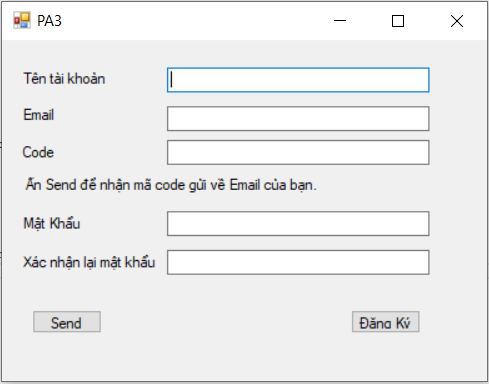 PA3
Tên tài khoản
Email
Code
Ấn Send để nhận mã code gửi về Email của bạn.
Mật Khẩu
Xác nhận lại mật khẩu
Send
Đăng Ký